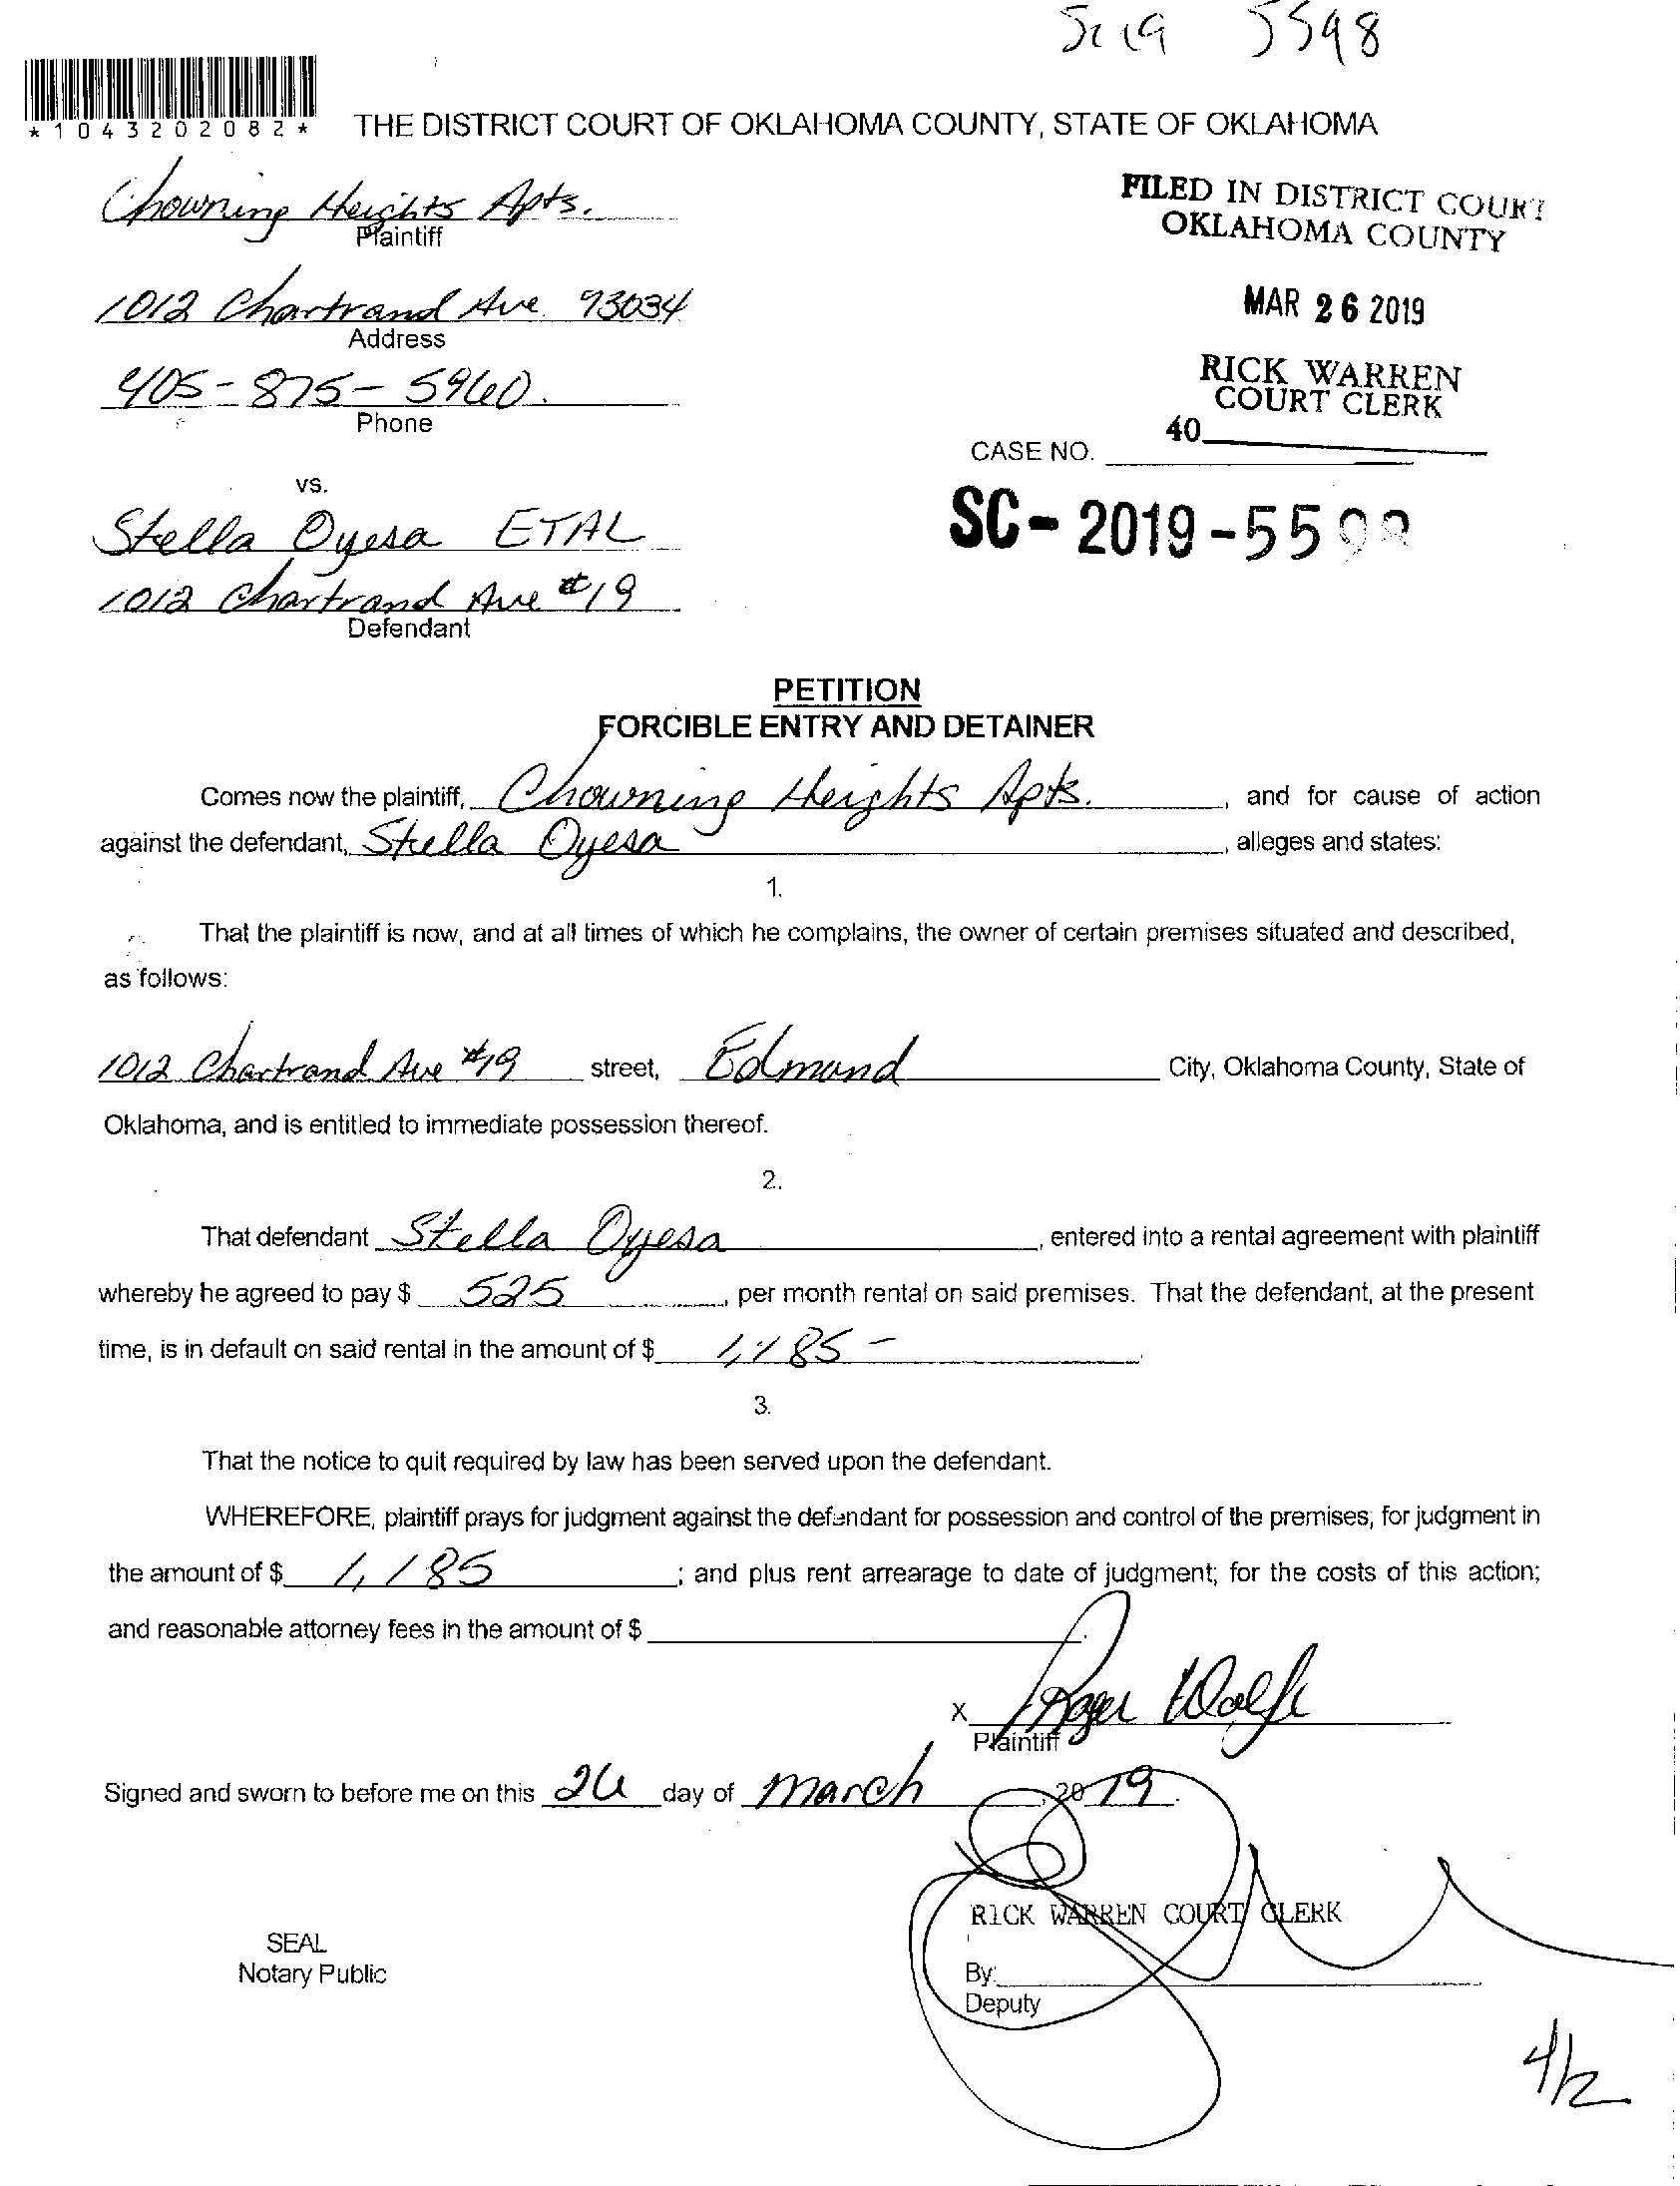 5598
*1043202082*
THE DISTRICT COURT OF OKLAHOMA COUNTY, STATE OF OKLAHOMA
Chowning Heights Apts.
Plaintiff
FILED IN DISTRICT COURT
OKLAHOMA COUNTY
1012 Chartrand Ave. 73034
Address
MAR 26 2019
405-875-5960.
Phone
RICK WARREN
COURT CLERK
40
CASE NO.
vs.
Stella Oyesa ETAL
SC-2019-5598
1012 Chartrand Ave #19
Defendant
PETITION
FORCIBLE ENTRY AND DETAINER
Comes now the plaintiff, Chowning Heights Apts. , and for cause of action
against the defendant, Stella Oyesa , alleges and states:
1.
That the plaintiff is now, and at all times of which he complains, the owner of certain premises situated and described,
as follows:
1012 Chartrand Ave #19 street, Edmund City, Oklahoma County, State of
Oklahoma, and is entitled to immediate possession thereof.
2.
That defendant Stella Oyesa , entered into a rental agreement with plaintiff
whereby he agreed to pay $ 525 , per month rental on said premises. That the defendant, at the present
time, is in default on said rental in the amount of $ 1,185 - .
3.
That the notice to quit required by law has been served upon the defendant.
WHEREFORE, plaintiff prays for judgment against the defendant for possession and control of the premises; for judgment in
the amount of $ 1,185 ; and plus rent arrearage to date of judgment; for the costs of this action;
and reasonable attorney fees in the amount of $ .
X Roger Wolfe
Plaintiff
Signed and sworn to before me on this 26 day of March , 2019.
RICK WARREN COURT CLERK
SEAL
Notary Public
By:
Deputy
4/2